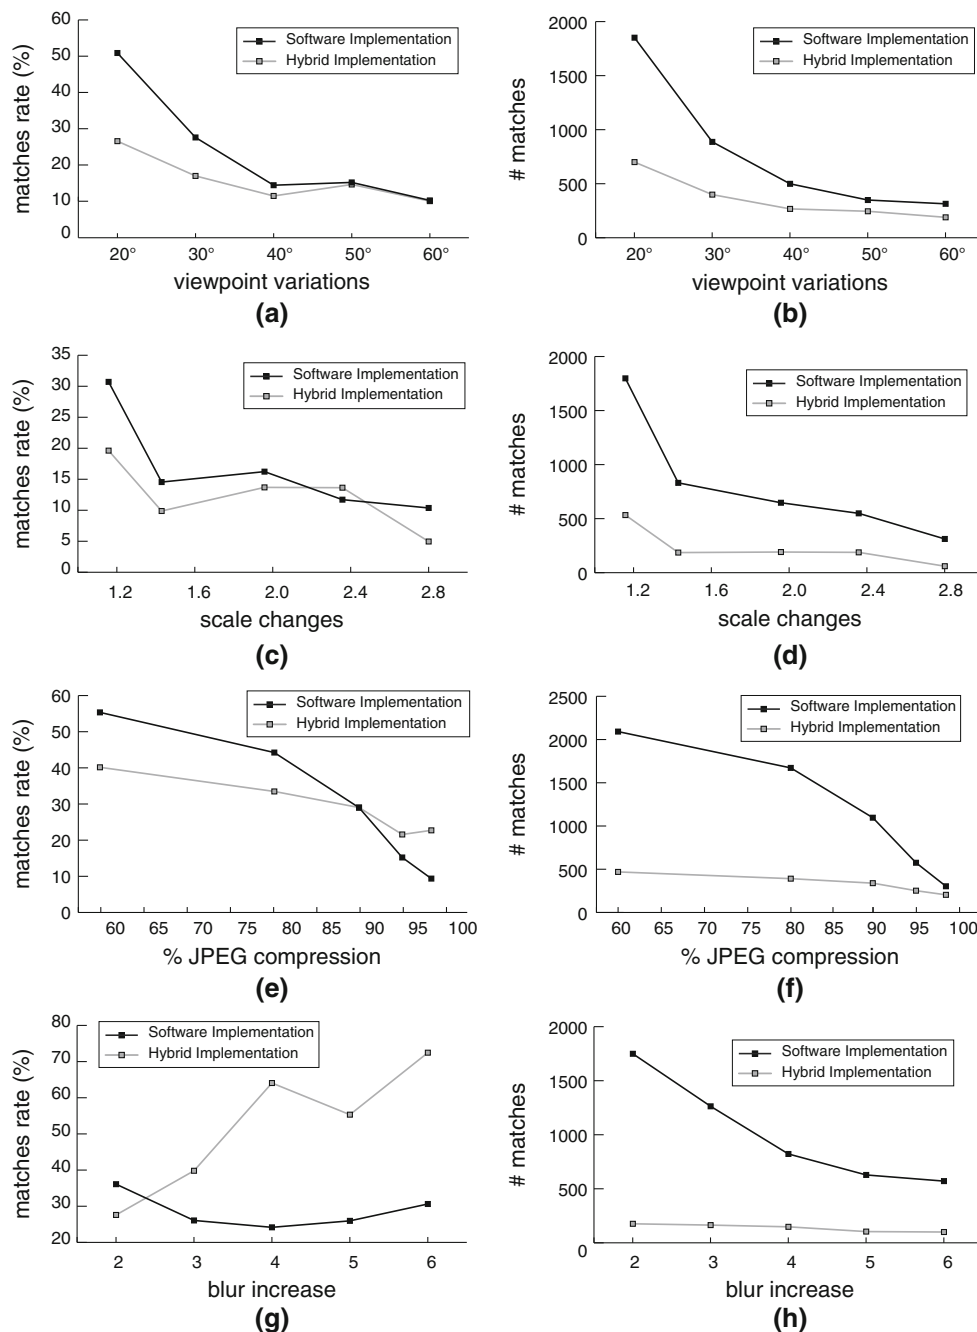 60
50
40
30
20
10
0
matches rate (%)
Software Implementation
Hybrid Implementation
20° 30° 40° 50° 60°
viewpoint variations
(a)
2000
1500
1000
500
0
# matches
Software Implementation
Hybrid Implementation
20° 30° 40° 50° 60°
viewpoint variations
(b)
35
30
25
20
15
10
5
0
matches rate (%)
Software Implementation
Hybrid Implementation
1.2 1.6 2.0 2.4 2.8
scale changes
(c)
2000
1500
1000
500
0
# matches
Software Implementation
Hybrid Implementation
1.2 1.6 2.0 2.4 2.8
scale changes
(d)
60
50
40
30
20
10
0
matches rate (%)
Software Implementation
Hybrid Implementation
60 65 70 75 80 85 90 95 100
% JPEG compression
(e)
2500
2000
1500
1000
500
0
# matches
Software Implementation
Hybrid Implementation
60 65 70 75 80 85 90 95 100
% JPEG compression
(f)
80
70
60
50
40
30
20
matches rate (%)
Software Implementation
Hybrid Implementation
2 3 4 5 6
blur increase
(g)
2000
1500
1000
500
0
# matches
Software Implementation
Hybrid Implementation
2 3 4 5 6
blur increase
(h)